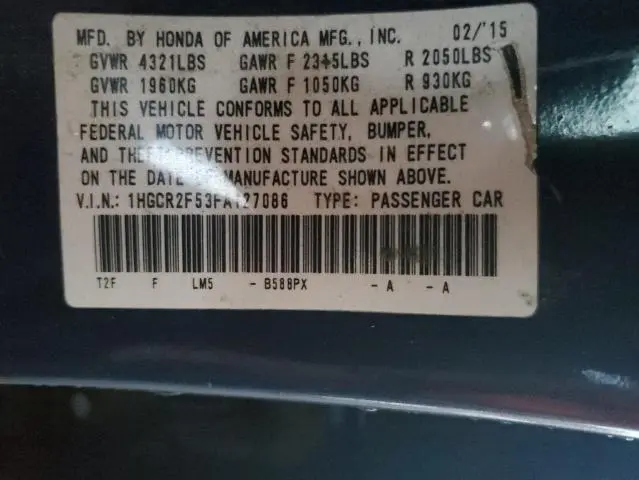 MFD. BY HONDA OF AMERICA MFG., INC. 02/'15
GVWR 4321LBS GAWR F 2315LBS R 2050LBS
GVWR 1960KG GAWR F 1050KG R 930KG
THIS VEHICLE CONFORMS TO ALL APPLICABLE
FEDERAL MOTOR VEHICLE SAFETY, BUMPER,
AND THEFT PREVENTION STANDARDS IN EFFECT
ON THE DATE OF MANUFACTURE SHOWN ABOVE.
V.I.N.: 1HGCR2F53FA127086 TYPE: PASSENGER CAR
T2F F LM5 - B588PX - A - A